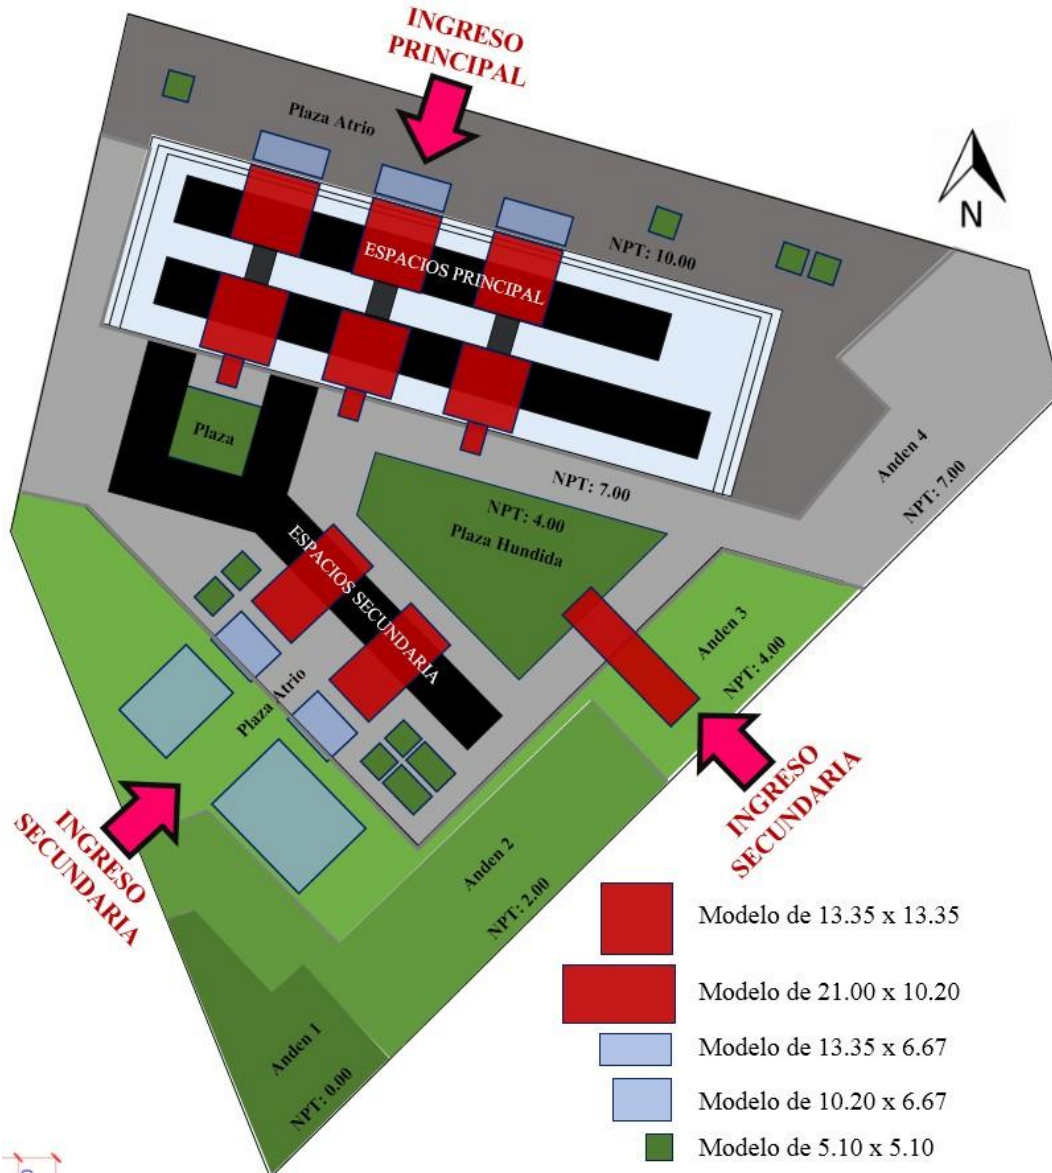 INGRESO
PRINCIPAL
Plaza Atrio
N
NPT: 10.00
ESPACIOS PRINCIPAL
Plaza
Anden 4
NPT: 7.00
NPT: 7.00
NPT: 4.00
Plaza Hundida
ESPACIOS SECUNDARIA
Anden 3
NPT: 4.00
Plaza Atrio
INGRESO
SECUNDARIA
INGRESO
SECUNDARIA
Anden 2
NPT: 2.00
Anden 1
NPT: 0.00
Modelo de 13.35 x 13.35
Modelo de 21.00 x 10.20
Modelo de 13.35 x 6.67
Modelo de 10.20 x 6.67
Modelo de 5.10 x 5.10